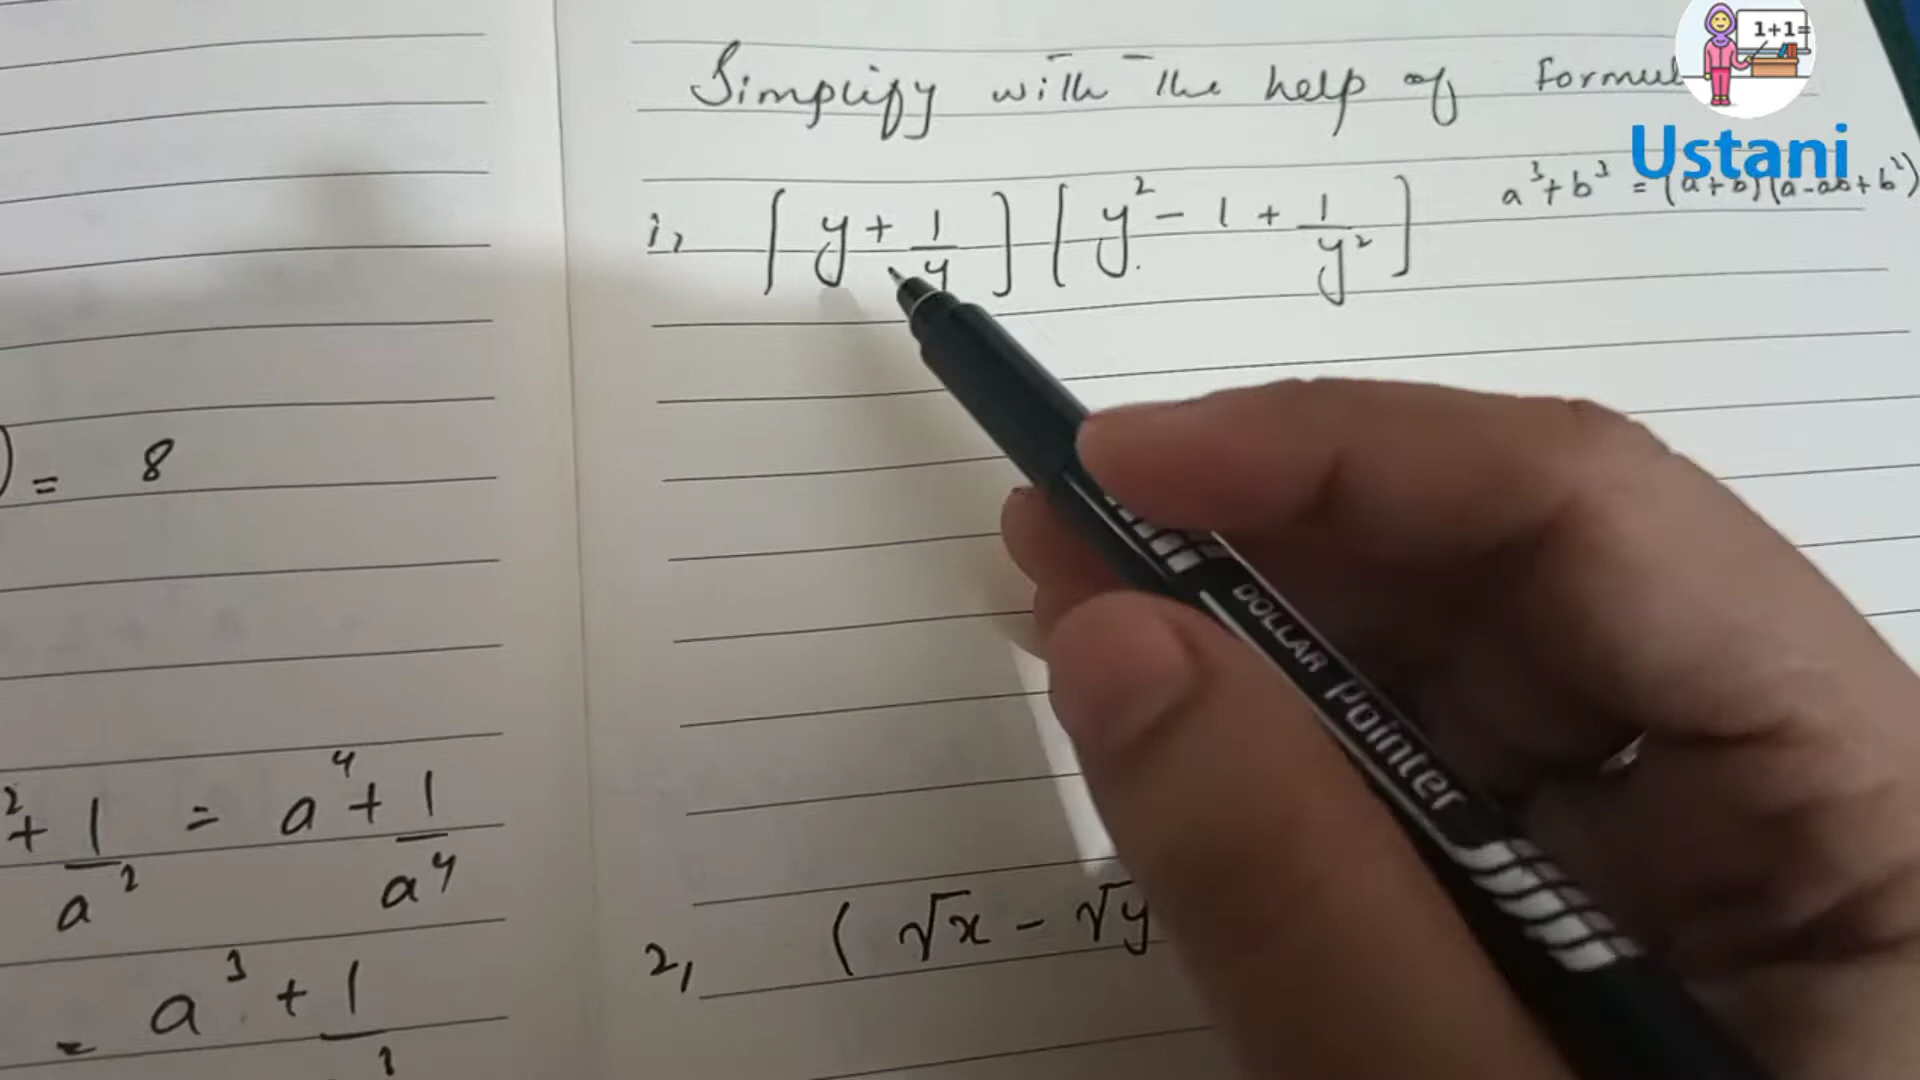 ) = 8
2 + 1/a² = a⁴ + 1/a⁴
= a³ + 1
Simplify with the help of Formul
1+1=
Ustani
i, [y + 1/y] [y² - 1 + 1/y²] a³+b³ = (a+b)(a-ab+b²)
DOLLAR Pointer
2, (√x - √y